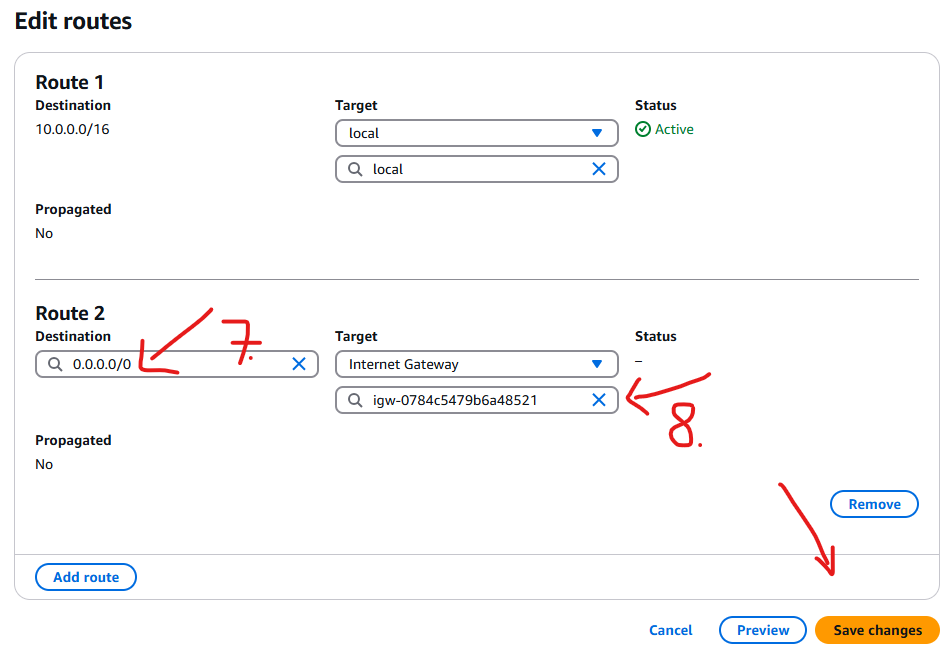 Edit routes
Route 1
Destination
Target
Status
10.0.0.0/16
local
Active
local
Propagated
No
Route 2
Destination
Target
Status
0.0.0.0/0
Internet Gateway
–
igw-0784c5479b6a48521
7.
8.
Propagated
No
Remove
Add route
Cancel
Preview
Save changes